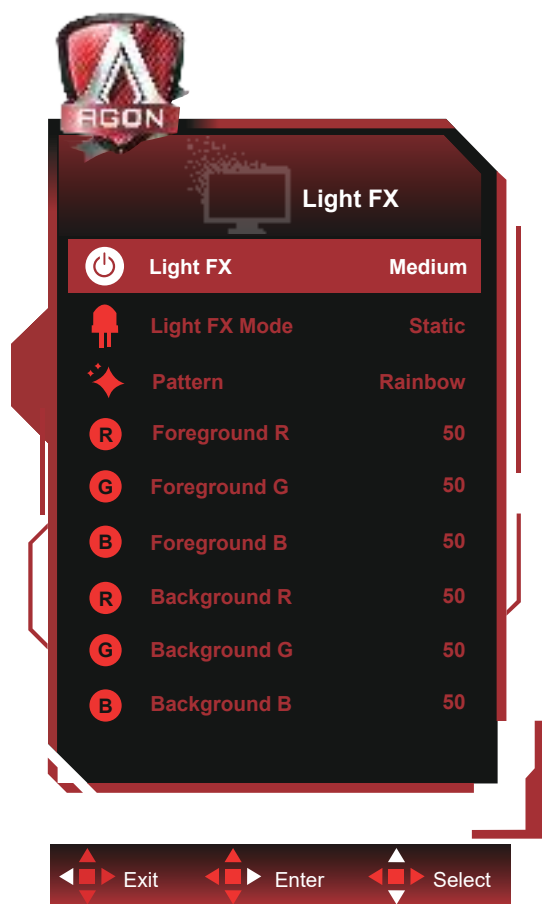 AGON
Light FX
Light FX Medium
Light FX Mode Static
Pattern Rainbow
R Foreground R 50
G Foreground G 50
B Foreground B 50
R Background R 50
G Background G 50
B Background B 50
Exit Enter Select